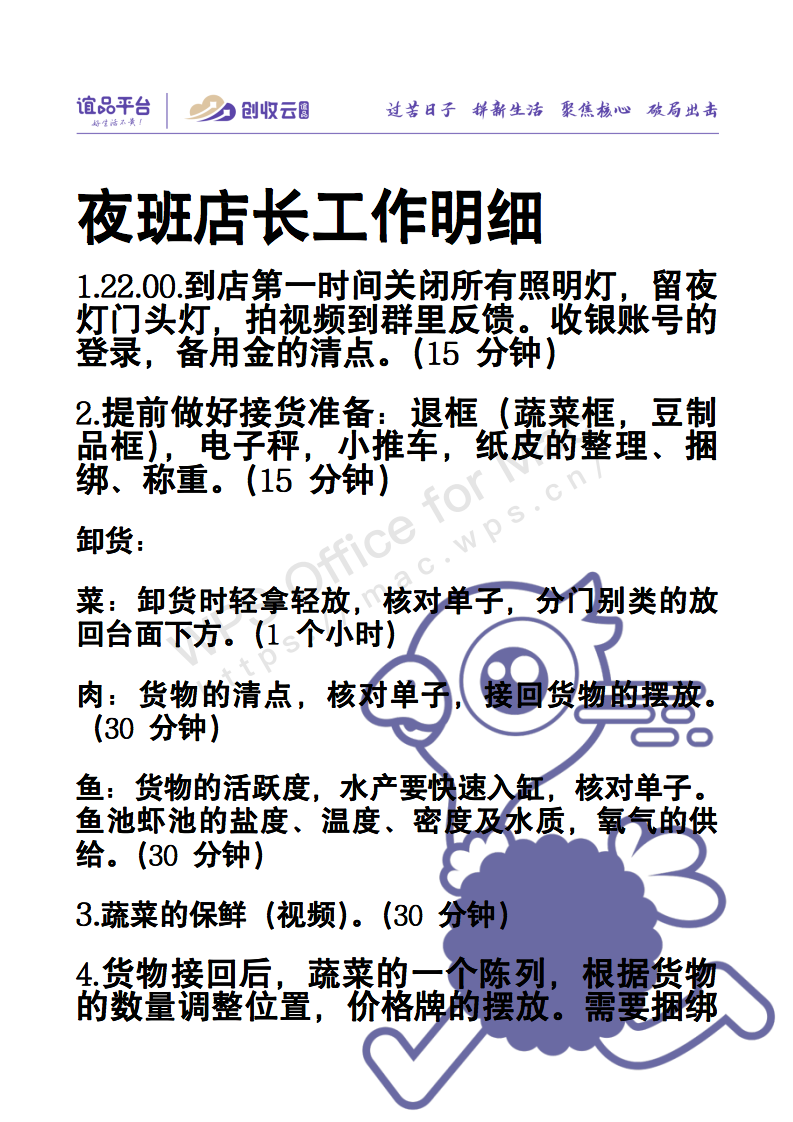 谊品平台
好生活不贵！
创收云谊品
过苦日子 拼新生活 聚焦核心 破局出击
夜班店长工作明细
1.22.00.到店第一时间关闭所有照明灯，留夜
灯门头灯，拍视频到群里反馈。收银账号的
登录，备用金的清点。(15 分钟)
2.提前做好接货准备：退框（蔬菜框，豆制
品框)，电子秤，小推车，纸皮的整理、捆
绑、称重。(15 分钟)
卸货：
菜：卸货时轻拿轻放，核对单子，分门别类的放
回台面下方。(1 个小时)
肉：货物的清点，核对单子，接回货物的摆放。
（30 分钟)
鱼：货物的活跃度，水产要快速入缸，核对单子。
鱼池虾池的盐度、温度、密度及水质，氧气的供
给。(30 分钟)
3.蔬菜的保鲜（视频)。(30 分钟)
4.货物接回后，蔬菜的一个陈列，根据货物
的数量调整位置，价格牌的摆放。需要捆绑
WPS Office for Mac
https://mac.wps.cn/